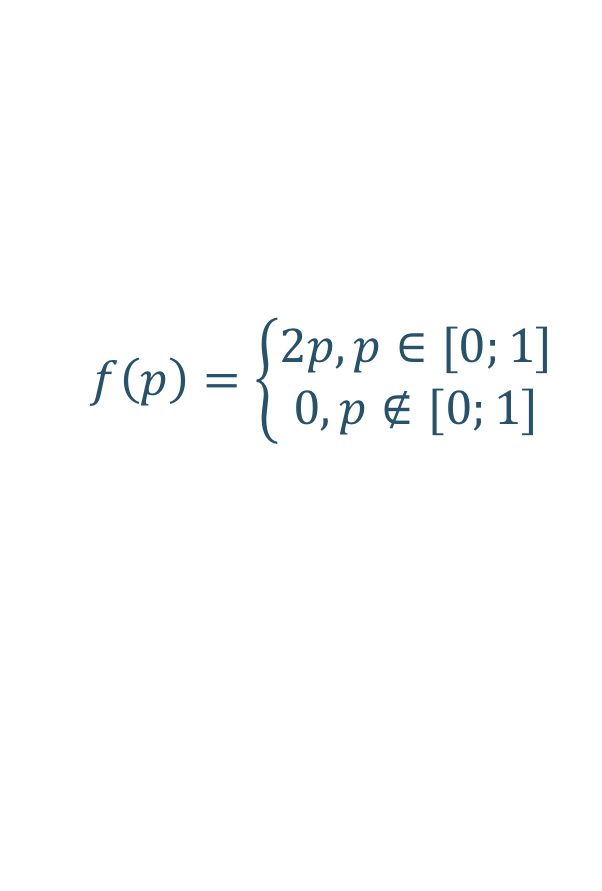 f(p) = {2p, p ∈ [0; 1]
0, p ∉ [0; 1]